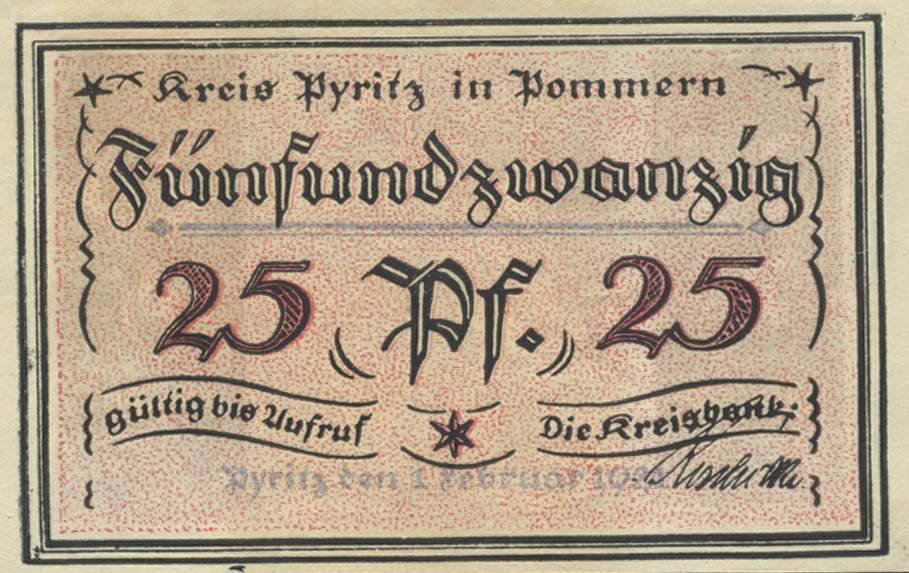 Kreis Pyritz in Pommern
Fünfundzwanzig
25 Pf. 25
gültig bis Aufruf
Die Kreisbank:
Pyritz den 1 Februar